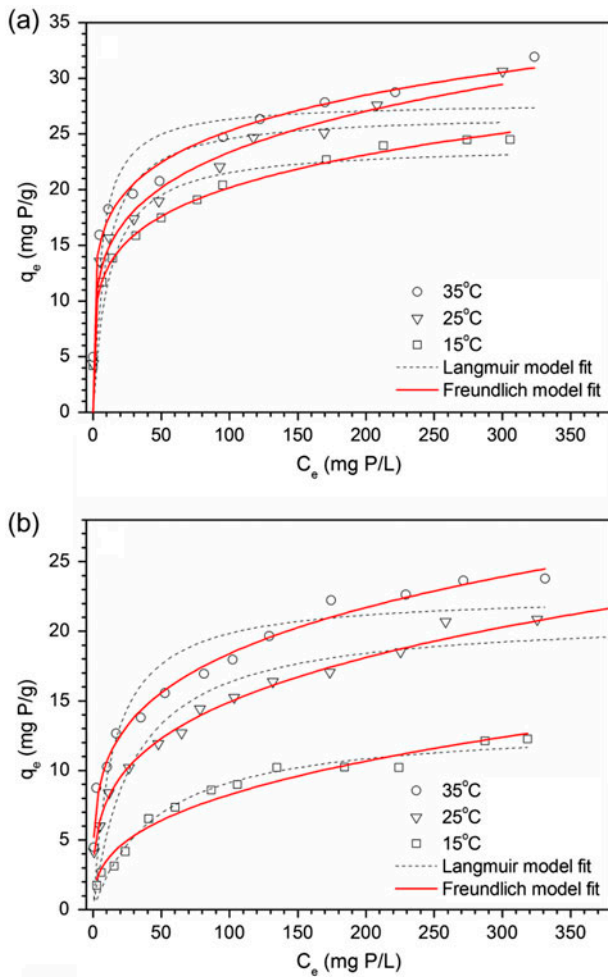 (a)
35
30
25
20
15
10
5
0
qe (mg P/g)
35°C
25°C
15°C
Langmuir model fit
Freundlich model fit
0 50 100 150 200 250 300 350
Ce (mg P/L)
(b)
25
20
15
10
5
0
qe (mg P/g)
35°C
25°C
15°C
Langmuir model fit
Freundlich model fit
0 50 100 150 200 250 300 350
Ce (mg P/L)